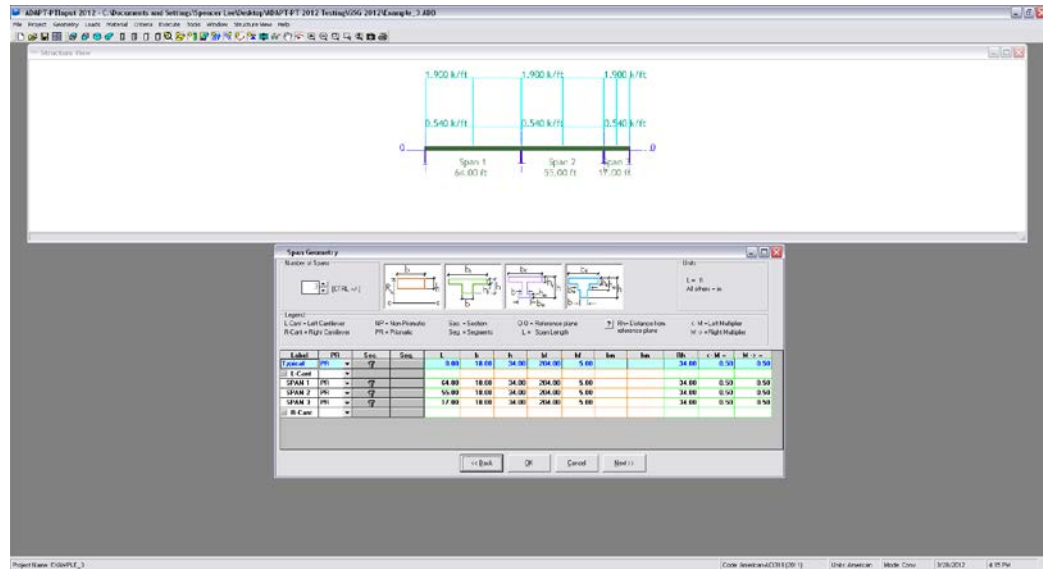 ADAPT-PTInput 2012 - C:\Documents and Settings\Spencer Lee\Desktop\ADAPT-PT 2012 Testing\GSG 2012\Example_3.ADB
File Project Geometry Loads Material Criteria Execute Tools Window Structure View Help
Structure View
1.900 k/ft 1.900 k/ft 1.900 k/ft
0.540 k/ft 0.540 k/ft 0.540 k/ft
Span 1 Span 2 Span 3
64.00 ft 55.00 ft 17.00 ft
Span Geometry
Number of Spans
3 [CTRL +/-]
Units
L = ft
All others = in
Legend
L-Cant = Left Cantilever NP = Non-Prismatic Sec. = Section O-O = Reference plane ? Rh= Distance from reference plane <-M = Left Multiplier
R-Cant = Right Cantilever PR = Prismatic Seg. = Segments L = Span Length M-> = Right Multiplier
Label PR Sec. Seg. L b h bf hf bm hm Rh <- M = M -> =
Typical PR 0.00 18.00 34.00 204.00 5.00 34.00 0.50 0.50
L-Cant
SPAN 1 PR 64.00 18.00 34.00 204.00 5.00 34.00 0.50 0.50
SPAN 2 PR 55.00 18.00 34.00 204.00 5.00 34.00 0.50 0.50
SPAN 3 PR 17.00 18.00 34.00 204.00 5.00 34.00 0.50 0.50
R-Cant
<< Back OK Cancel Next >>
Project Name: EXAMPLE_3 Code: American-ACI318 (2011) Units: American Mode: Conv 3/28/2012 4:15 PM